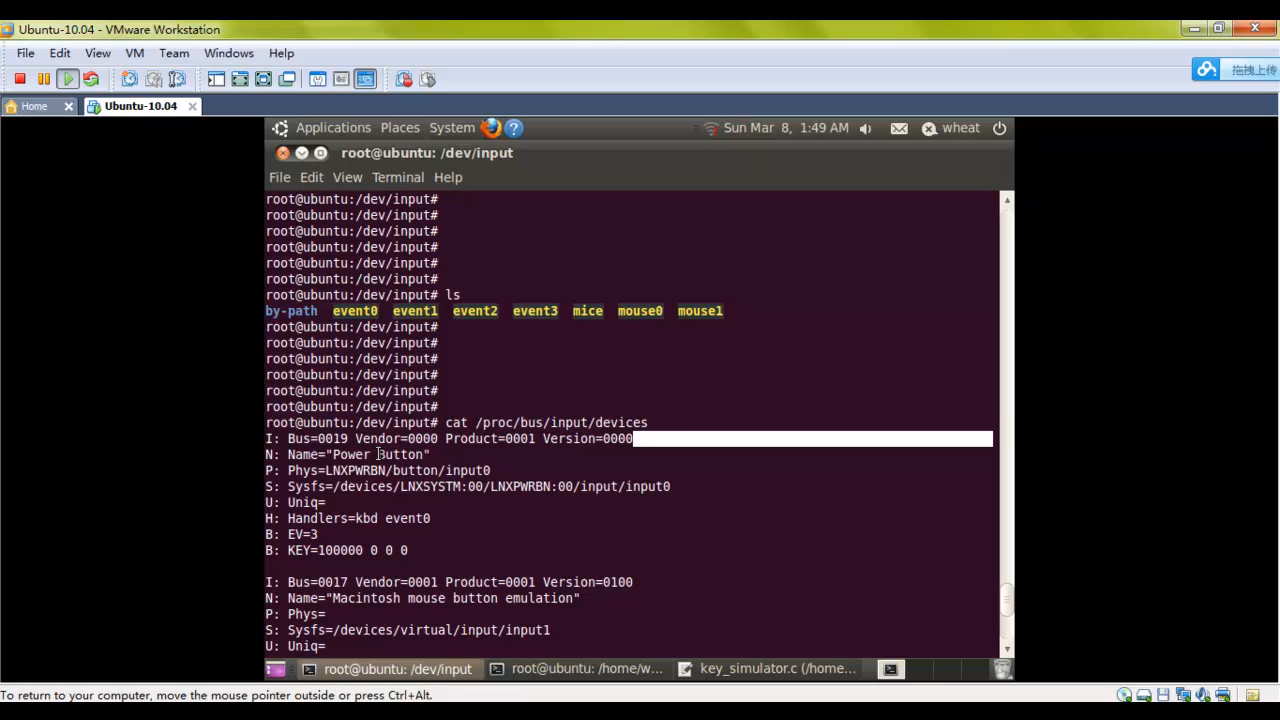 Ubuntu-10.04 - VMware Workstation
File Edit View VM Team Windows Help
拖拽上传
Home Ubuntu-10.04
Applications Places System Sun Mar 8, 1:49 AM wheat
root@ubuntu: /dev/input
File Edit View Terminal Help
root@ubuntu:/dev/input#
root@ubuntu:/dev/input#
root@ubuntu:/dev/input#
root@ubuntu:/dev/input#
root@ubuntu:/dev/input#
root@ubuntu:/dev/input#
root@ubuntu:/dev/input# ls
by-path event0 event1 event2 event3 mice mouse0 mouse1
root@ubuntu:/dev/input#
root@ubuntu:/dev/input#
root@ubuntu:/dev/input#
root@ubuntu:/dev/input#
root@ubuntu:/dev/input#
root@ubuntu:/dev/input#
root@ubuntu:/dev/input# cat /proc/bus/input/devices
I: Bus=0019 Vendor=0000 Product=0001 Version=0000
N: Name="Power Button"
P: Phys=LNXPWRBN/button/input0
S: Sysfs=/devices/LNXSYSTM:00/LNXPWRBN:00/input/input0
U: Uniq=
H: Handlers=kbd event0
B: EV=3
B: KEY=100000 0 0 0
I: Bus=0017 Vendor=0001 Product=0001 Version=0100
N: Name="Macintosh mouse button emulation"
P: Phys=
S: Sysfs=/devices/virtual/input/input1
U: Uniq=
root@ubuntu: /dev/input root@ubuntu: /home/w... key_simulator.c (/home...
To return to your computer, move the mouse pointer outside or press Ctrl+Alt.